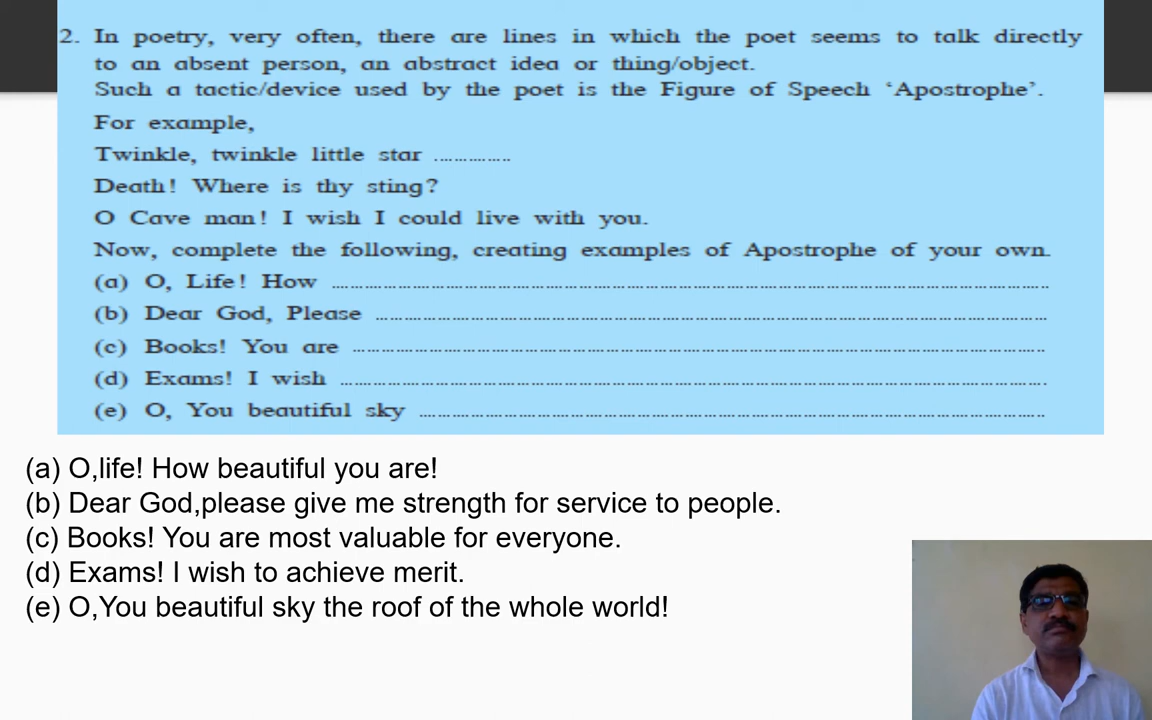 2. In poetry, very often, there are lines in which the poet seems to talk directly
to an absent person, an abstract idea or thing/object.
Such a tactic/device used by the poet is the Figure of Speech ‘Apostrophe’.
For example,
Twinkle, twinkle little star ..............
Death! Where is thy sting?
O Cave man! I wish I could live with you.
Now, complete the following, creating examples of Apostrophe of your own.
(a) O, Life! How ..............
(b) Dear God, Please ..............
(c) Books! You are ..............
(d) Exams! I wish ..............
(e) O, You beautiful sky ..............
(a) O,life! How beautiful you are!
(b) Dear God,please give me strength for service to people.
(c) Books! You are most valuable for everyone.
(d) Exams! I wish to achieve merit.
(e) O,You beautiful sky the roof of the whole world!